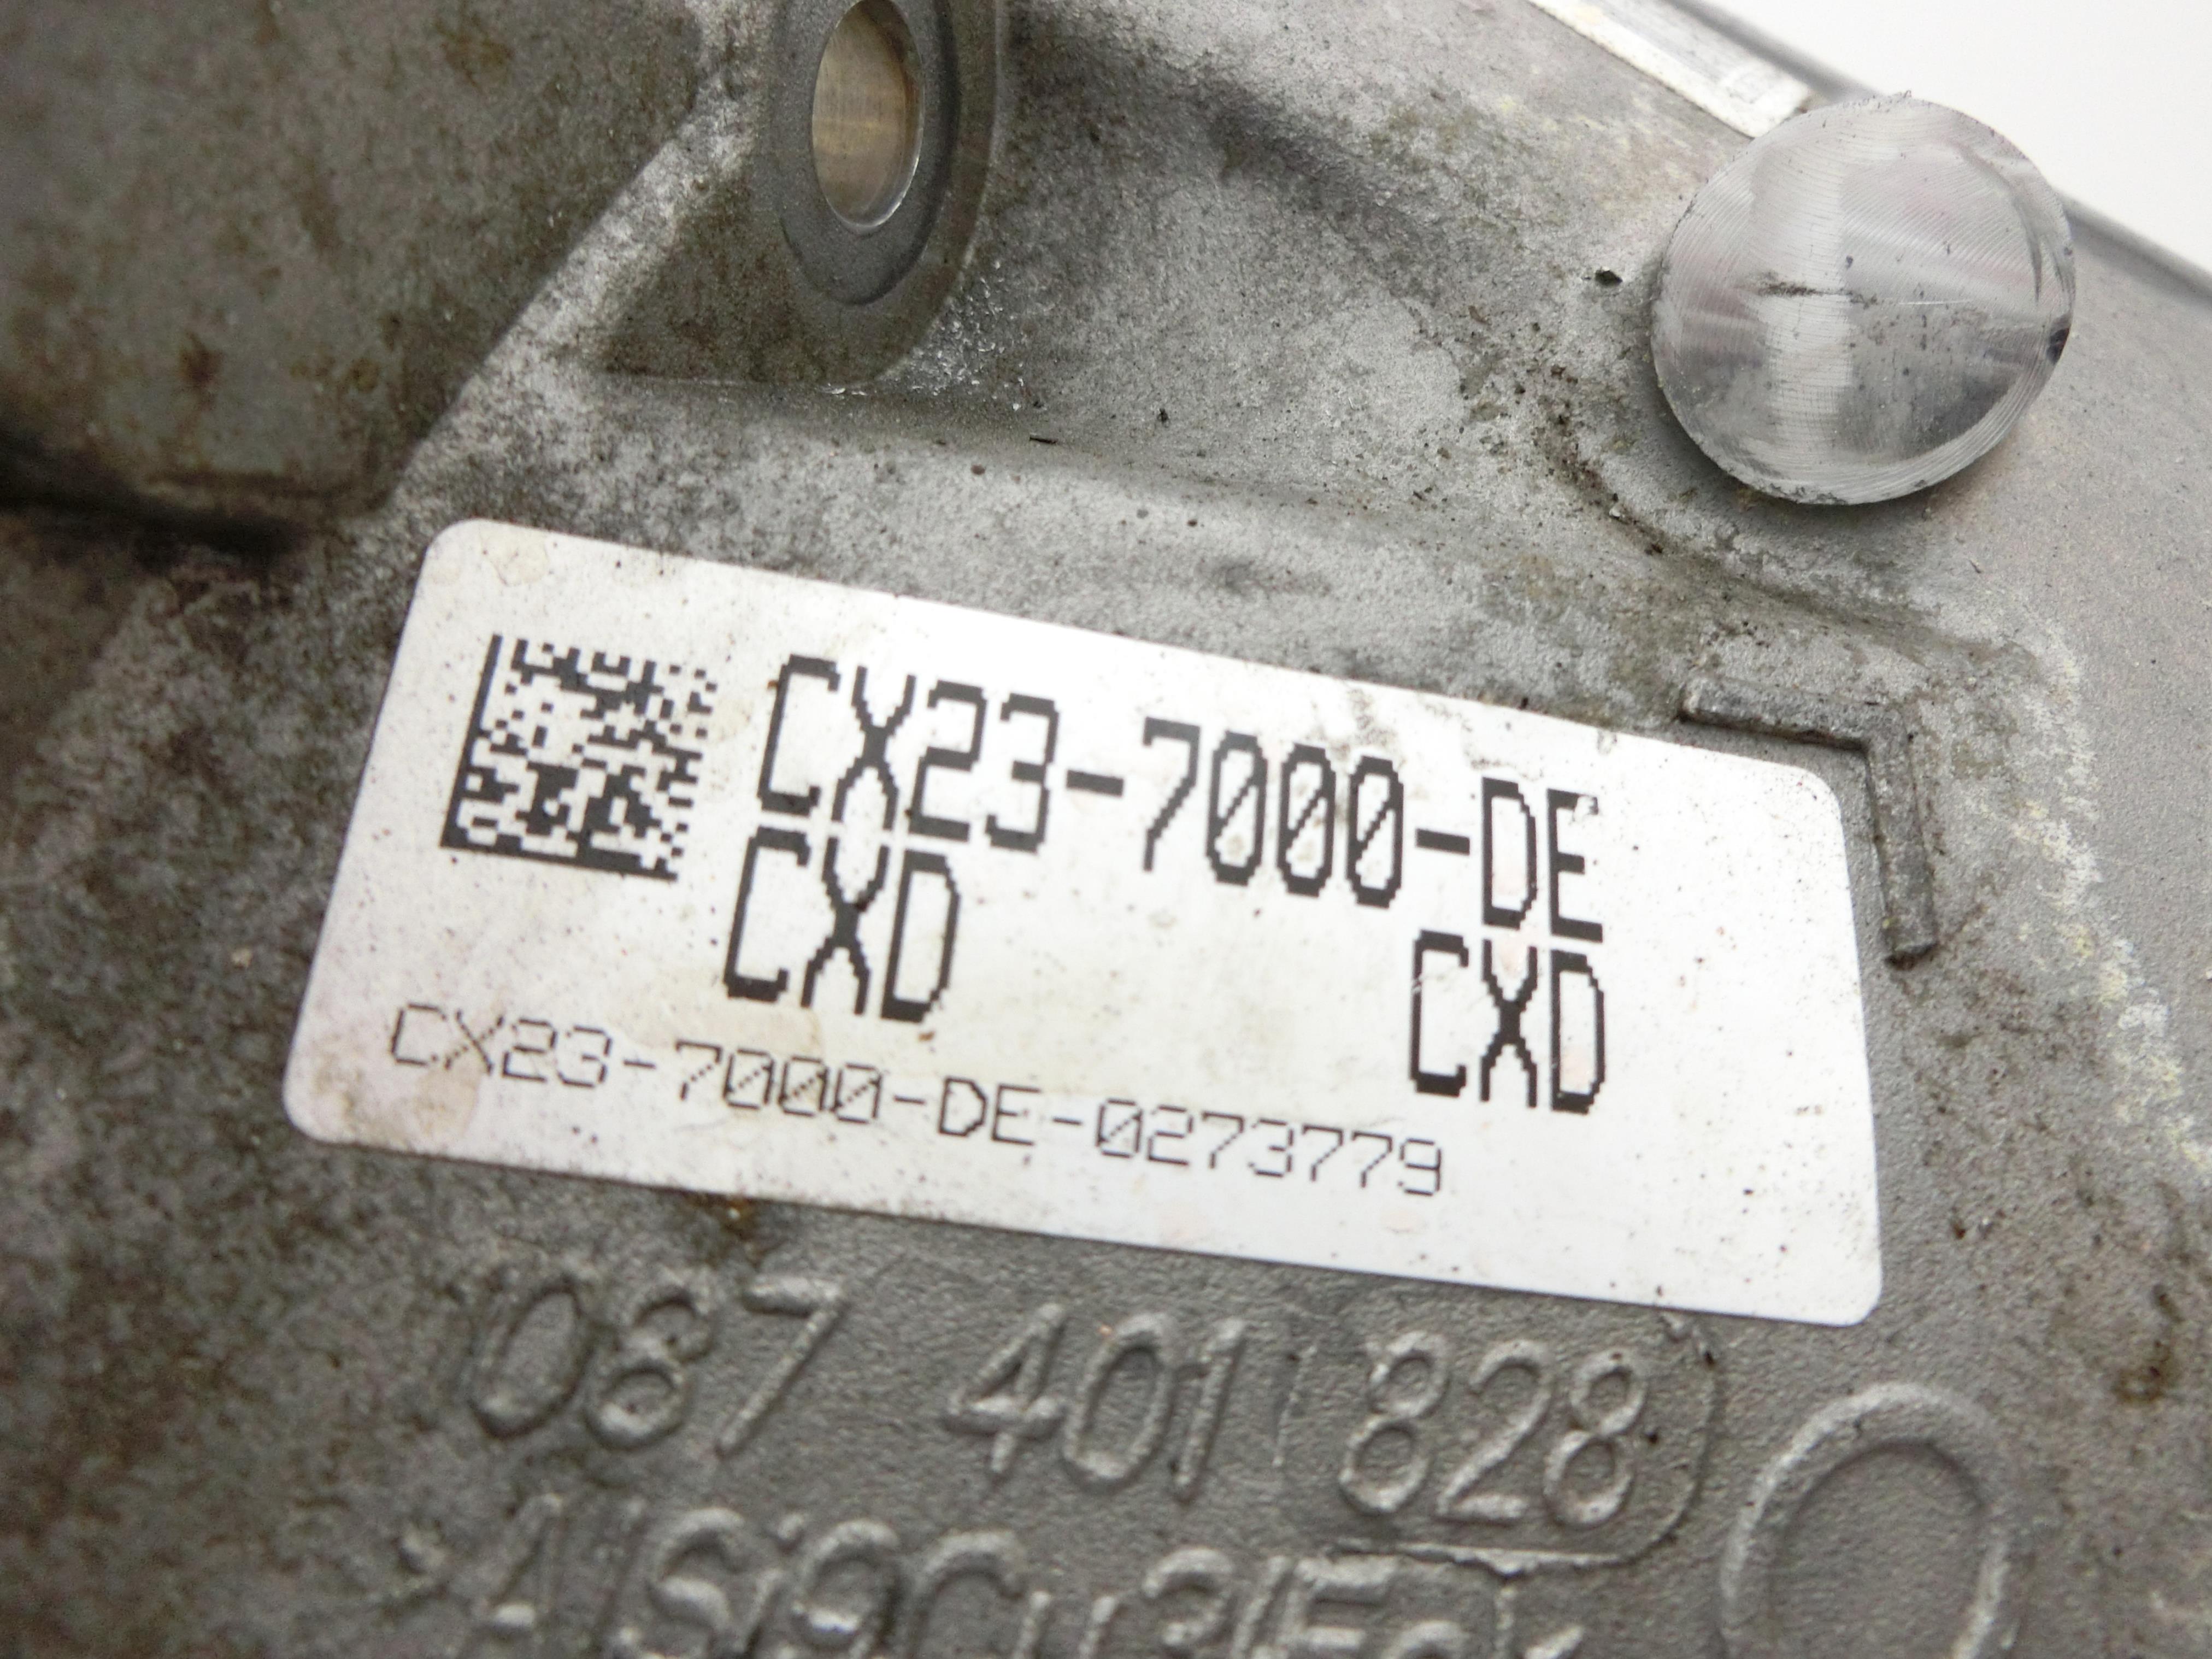 CX23-7000-DE
CXD CXD
CX23-7000-DE-0273779
087 401 828